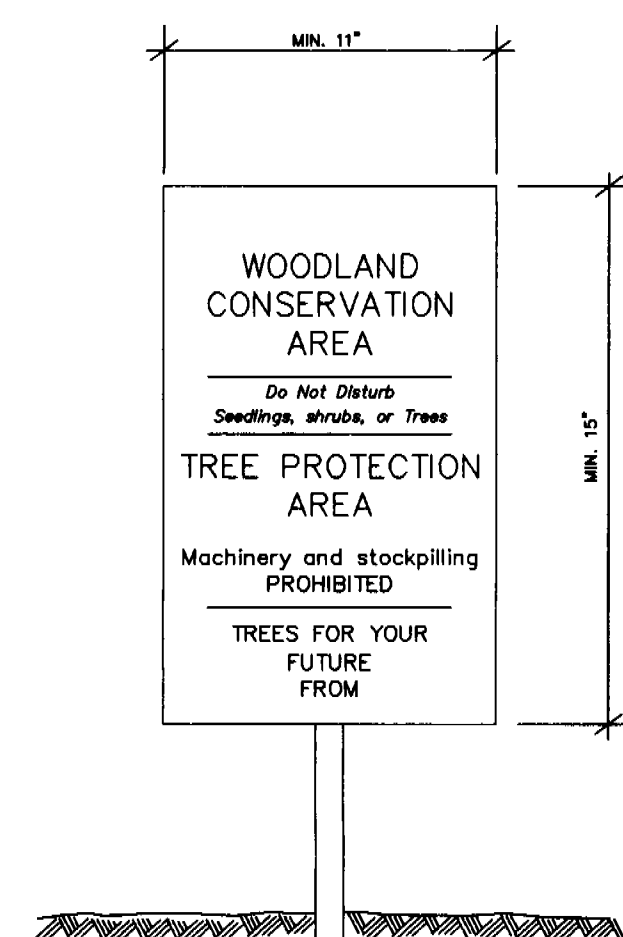 MIN. 11"
WOODLAND
CONSERVATION
AREA
Do Not Disturb
Seedlings, shrubs, or Trees
TREE PROTECTION
AREA
Machinery and stockpilling
PROHIBITED
TREES FOR YOUR
FUTURE
FROM
MIN. 15"